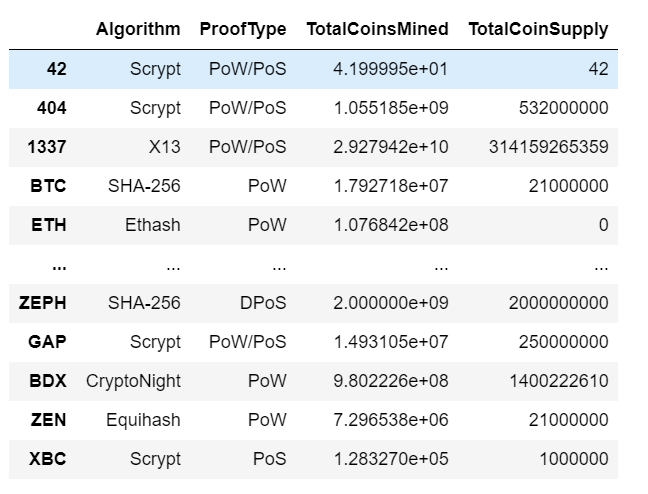 Algorithm ProofType TotalCoinsMined TotalCoinSupply
42 Scrypt PoW/PoS 4.199995e+01 42
404 Scrypt PoW/PoS 1.055185e+09 532000000
1337 X13 PoW/PoS 2.927942e+10 314159265359
BTC SHA-256 PoW 1.792718e+07 21000000
ETH Ethash PoW 1.076842e+08 0
... ... ... ... ...
ZEPH SHA-256 DPoS 2.000000e+09 2000000000
GAP Scrypt PoW/PoS 1.493105e+07 250000000
BDX CryptoNight PoW 9.802226e+08 1400222610
ZEN Equihash PoW 7.296538e+06 21000000
XBC Scrypt PoS 1.283270e+05 1000000